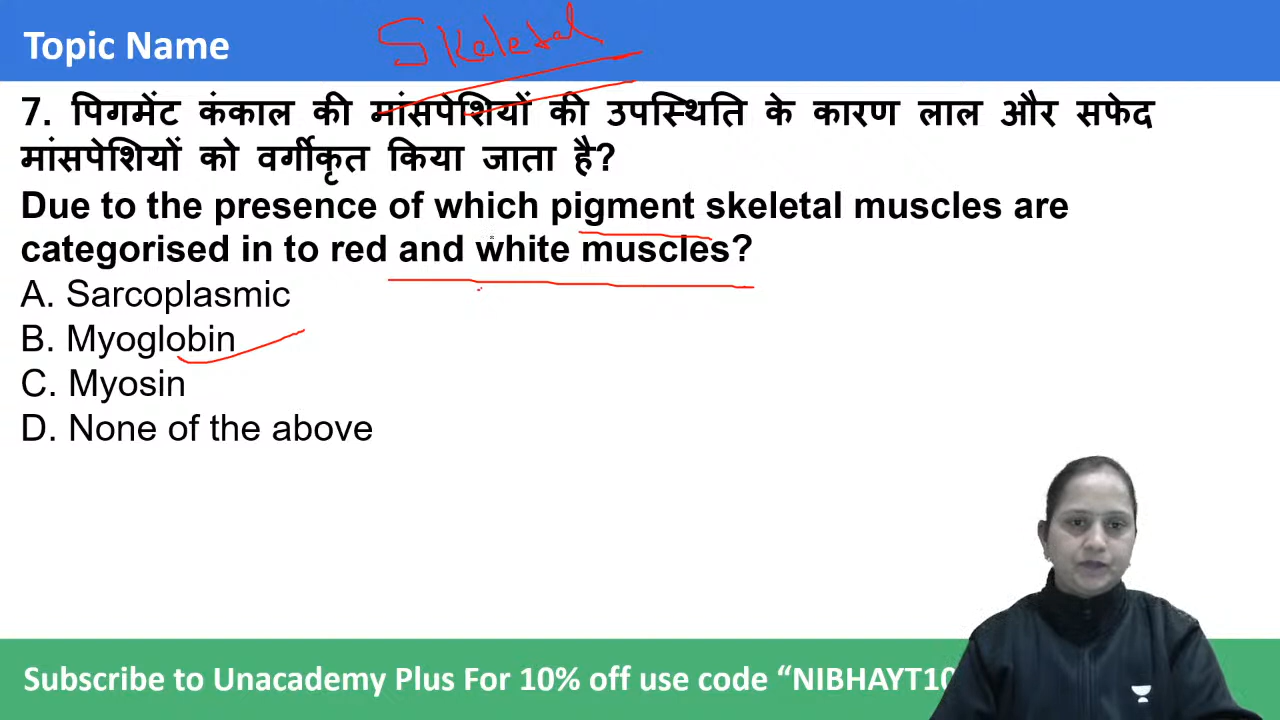 Topic Name
Skeletal
7. पिगमेंट कंकाल की मांसपेशियों की उपस्थिति के कारण लाल और सफेद
मांसपेशियों को वर्गीकृत किया जाता है?
Due to the presence of which pigment skeletal muscles are
categorised in to red and white muscles?
A. Sarcoplasmic
B. Myoglobin
C. Myosin
D. None of the above
Subscribe to Unacademy Plus For 10% off use code “NIBHAYT10